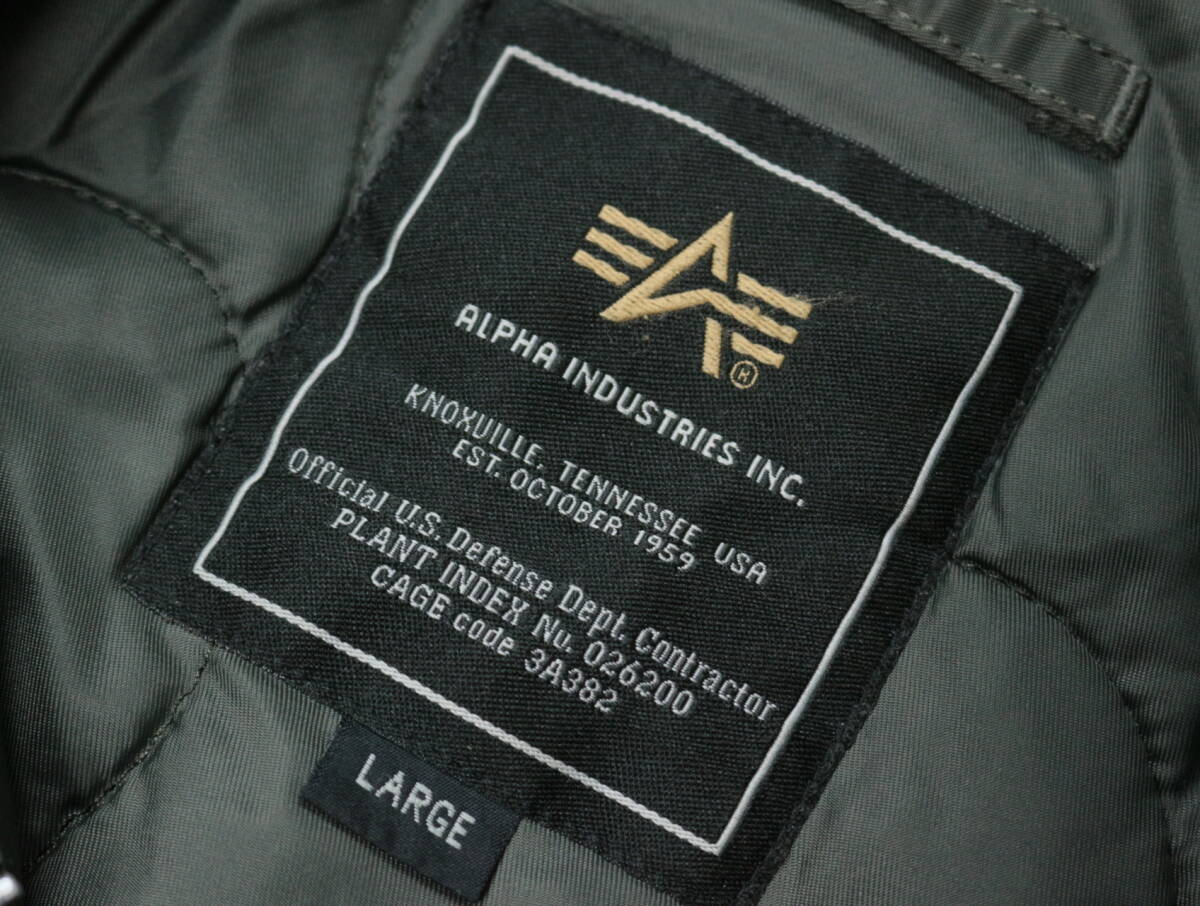 ALPHA INDUSTRIES INC.
KNOXVILLE, TENNESSEE USA
EST. OCTOBER 1959
Official U.S. Defense Dept. Contractor
PLANT INDEX No. 026200
CAGE code 3A382
LARGE